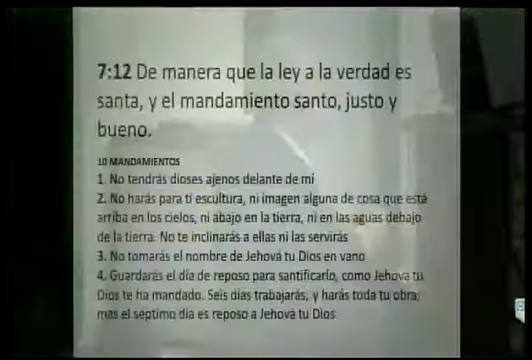 7:12 De manera que la ley a la verdad es
santa, y el mandamiento santo, justo y
bueno.
10 MANDAMIENTOS
1. No tendrás dioses ajenos delante de mí
2. No harás para ti escultura, ni imagen alguna de cosa que está
arriba en los cielos, ni abajo en la tierra, ni en las aguas debajo
de la tierra. No te inclinarás a ellas ni las servirás
3. No tomarás el nombre de Jehová tu Dios en vano
4. Guardarás el día de reposo para santificarlo, como Jehová tu
Dios te ha mandado. Seis días trabajarás, y harás toda tu obra;
mas el séptimo día es reposo a Jehová tu Dios